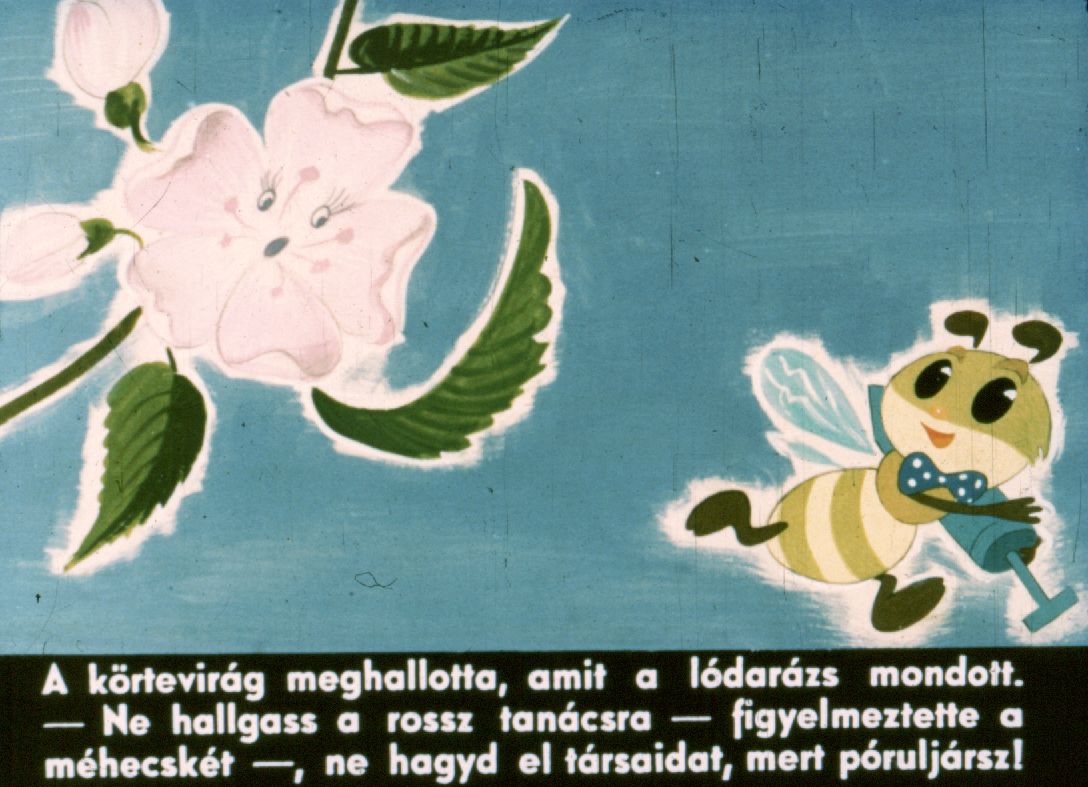 A körtevirág meghallotta, amit a lódarázs mondott.
— Ne hallgass a rossz tanácsra — figyelmeztette a
méhecskét —, ne hagyd el társaidat, mert póruljársz!